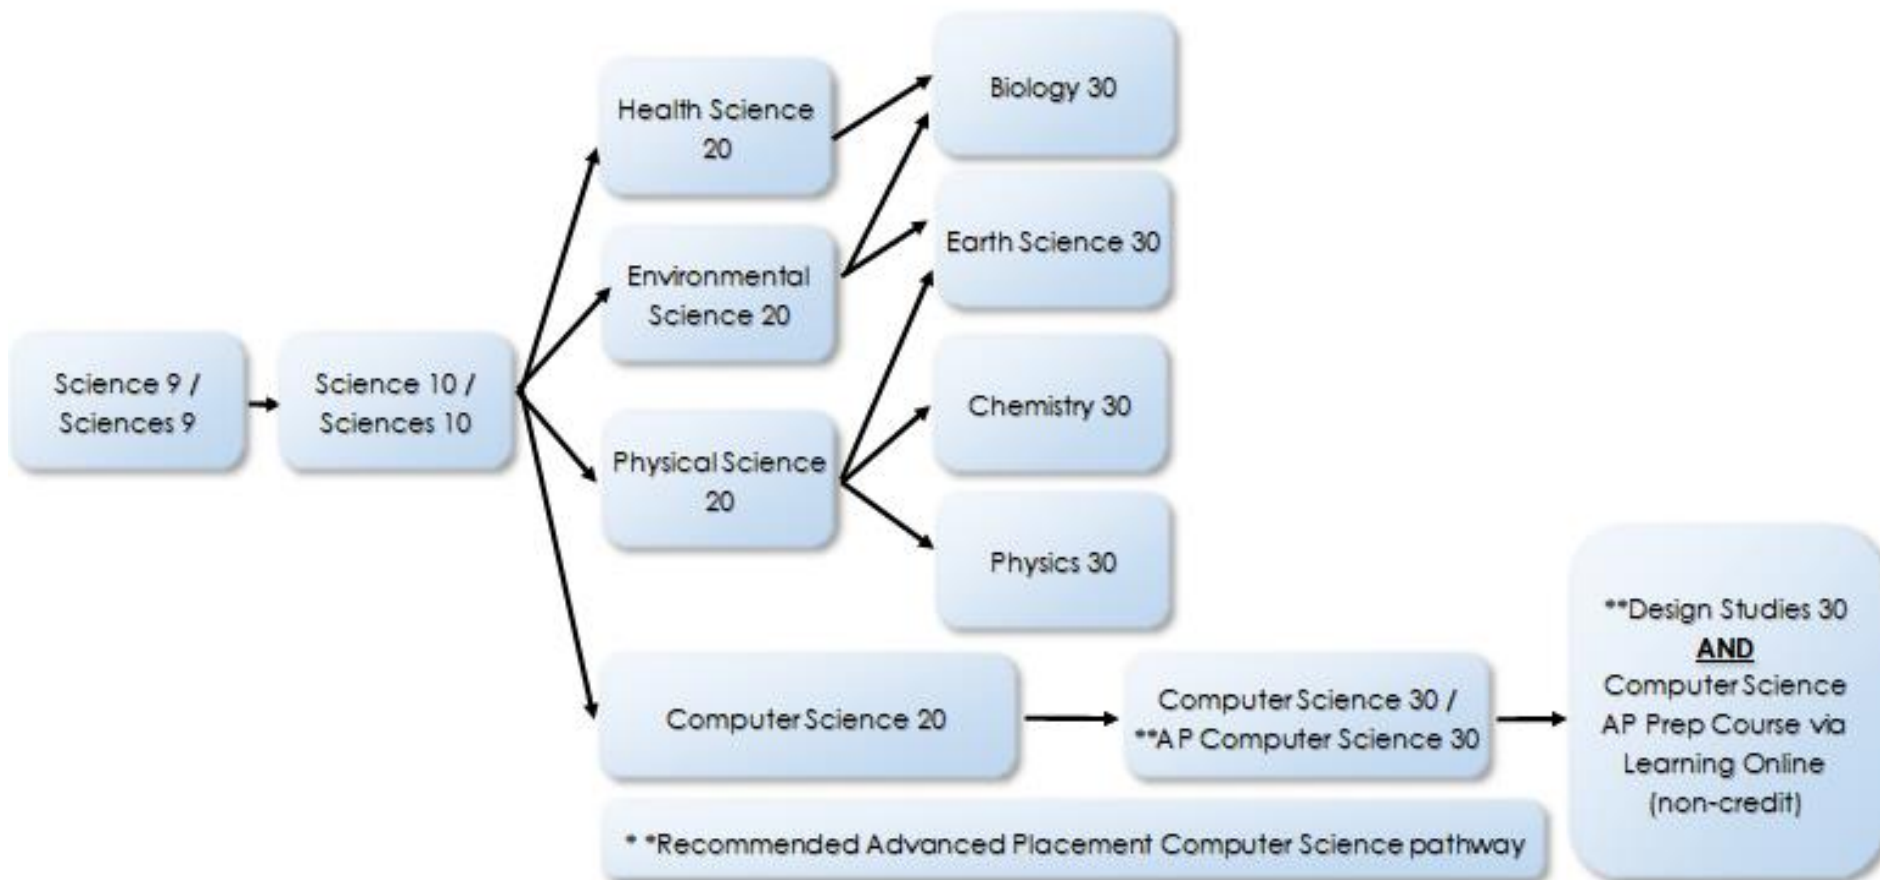 Science 9 /
Sciences 9
Science 10 /
Sciences 10
Health Science
20
Environmental
Science 20
Physical Science
20
Computer Science 20
Biology 30
Earth Science 30
Chemistry 30
Physics 30
Computer Science 30 /
**AP Computer Science 30
**Design Studies 30
AND
Computer Science
AP Prep Course via
Learning Online
(non-credit)
* *Recommended Advanced Placement Computer Science pathway